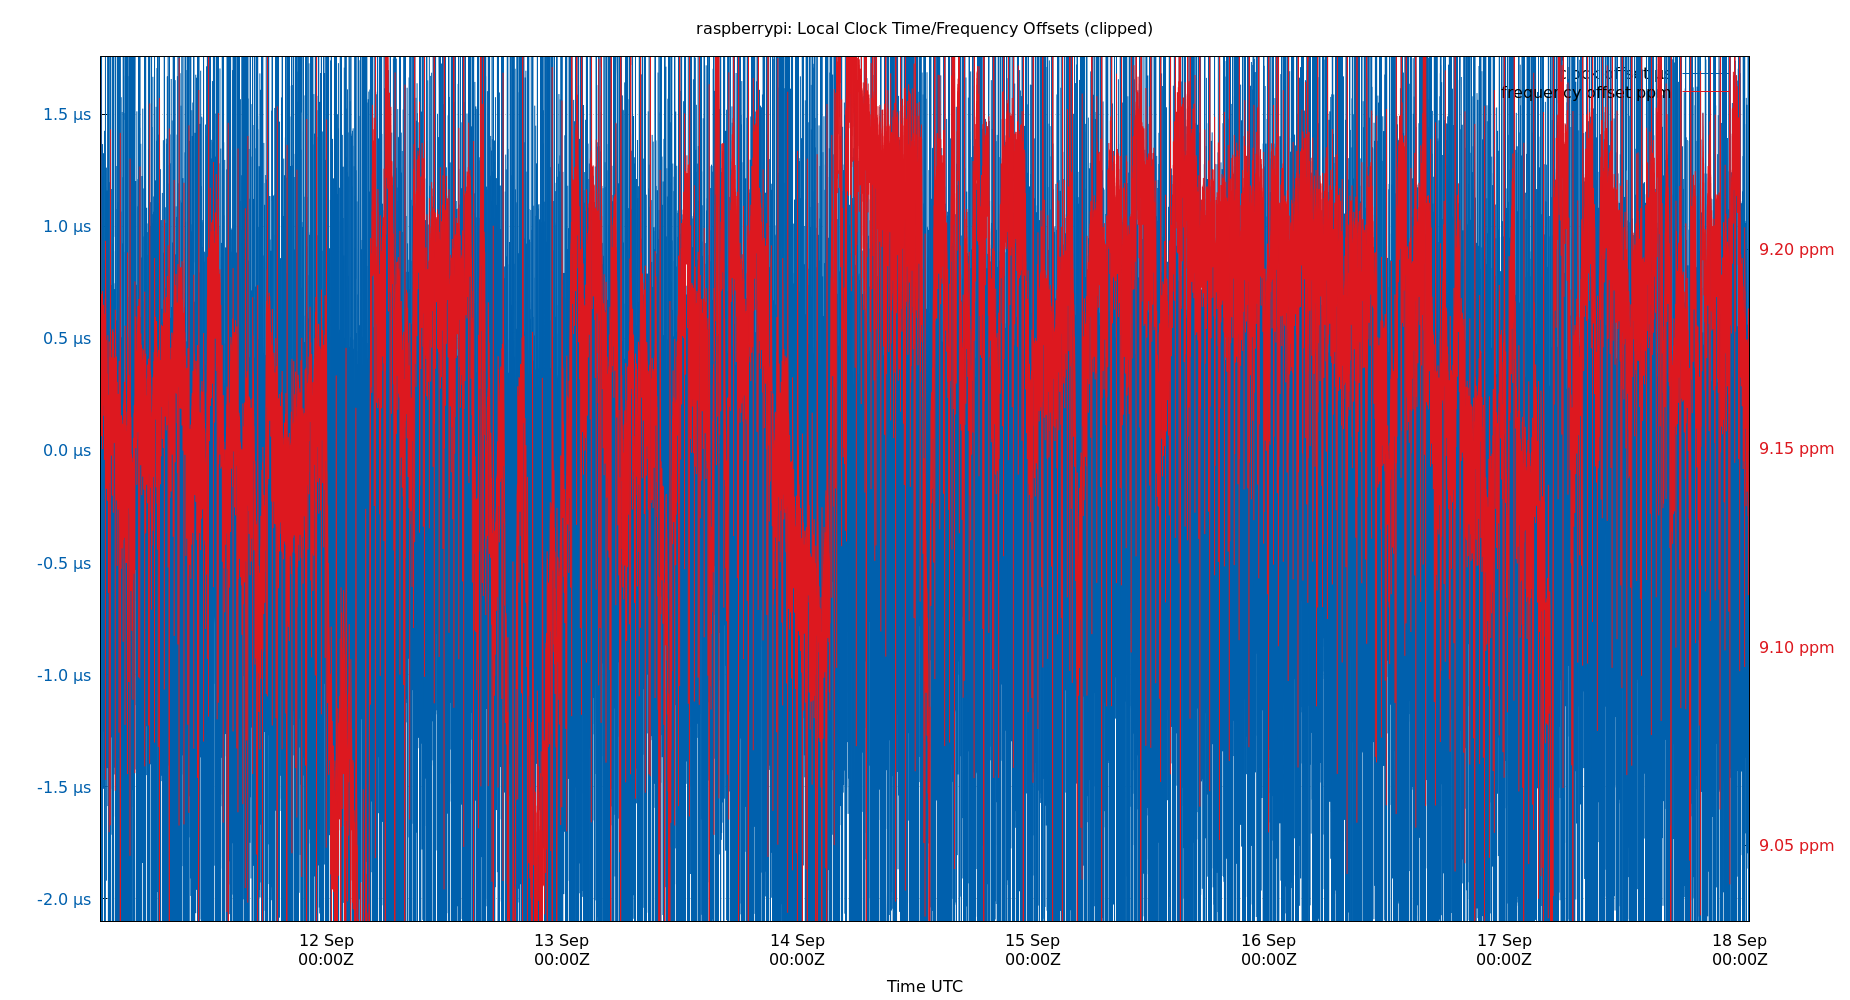 raspberrypi: Local Clock Time/Frequency Offsets (clipped)
clock offset µs
frequency offset ppm
1.5 µs
1.0 µs
0.5 µs
0.0 µs
-0.5 µs
-1.0 µs
-1.5 µs
-2.0 µs
9.20 ppm
9.15 ppm
9.10 ppm
9.05 ppm
12 Sep
00:00Z
13 Sep
00:00Z
14 Sep
00:00Z
15 Sep
00:00Z
16 Sep
00:00Z
17 Sep
00:00Z
18 Sep
00:00Z
Time UTC